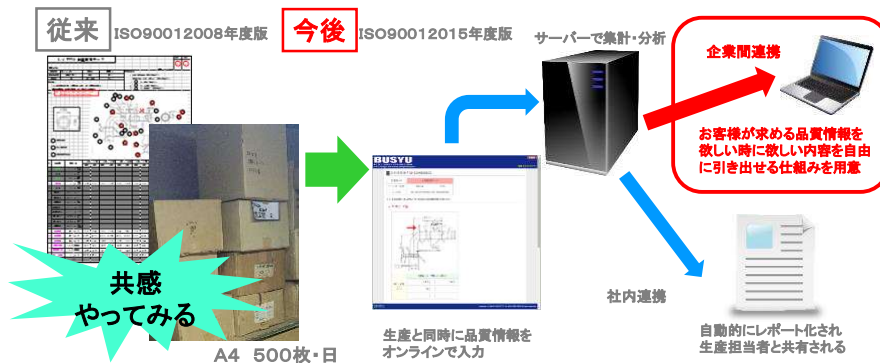 従来
ISO90012008年度版
今後
ISO90012015年度版
サーバーで集計・分析
企業間連携
お客様が求める品質情報を
欲しい時に欲しい内容を自由
に引き出せる仕組みを用意
BUSYU
共感
やってみる
社内連携
A4 500枚・日
生産と同時に品質情報を
オンラインで入力
自動的にレポート化され
生産担当者と共有される